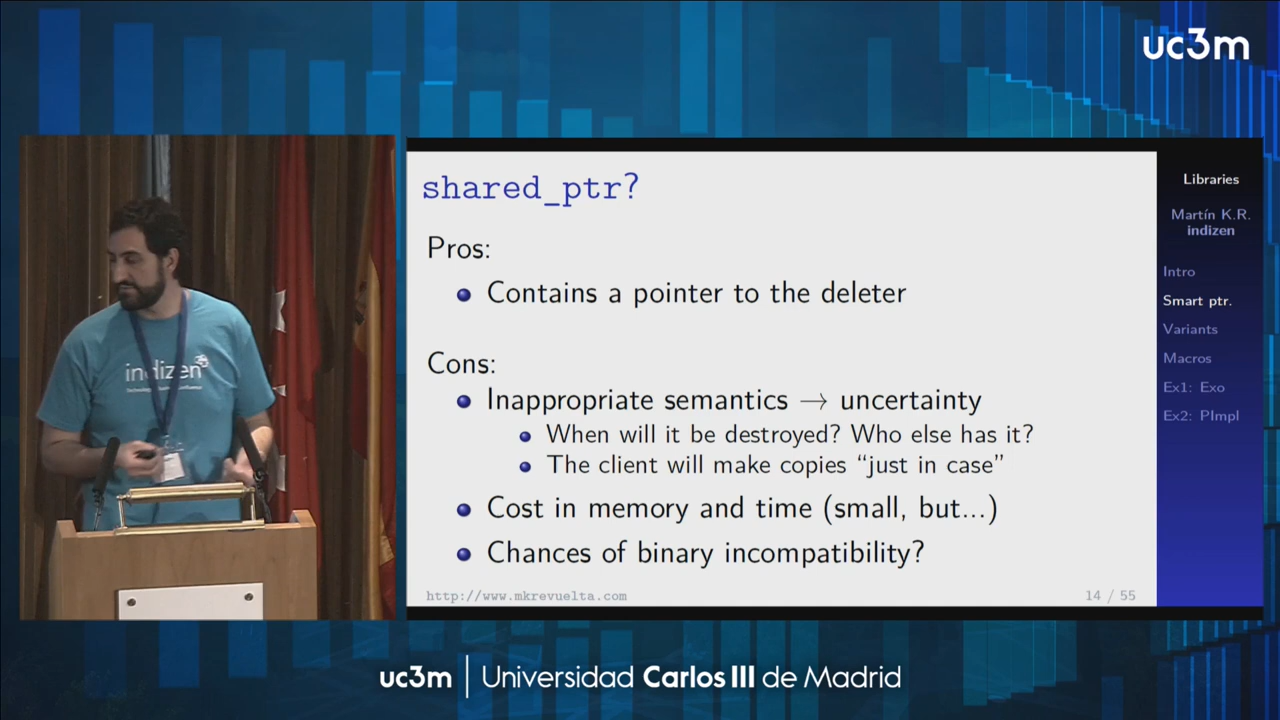 uc3m
shared_ptr?
Pros:
Contains a pointer to the deleter
Cons:
Inappropriate semantics → uncertainty
When will it be destroyed? Who else has it?
The client will make copies “just in case”
Cost in memory and time (small, but...)
Chances of binary incompatibility?
http://www.mkrevuelta.com
14 / 55
Libraries
Martín K.R.
indizen
Intro
Smart ptr.
Variants
Macros
Ex1: Exo
Ex2: PImpl
indizen
uc3m | Universidad Carlos III de Madrid